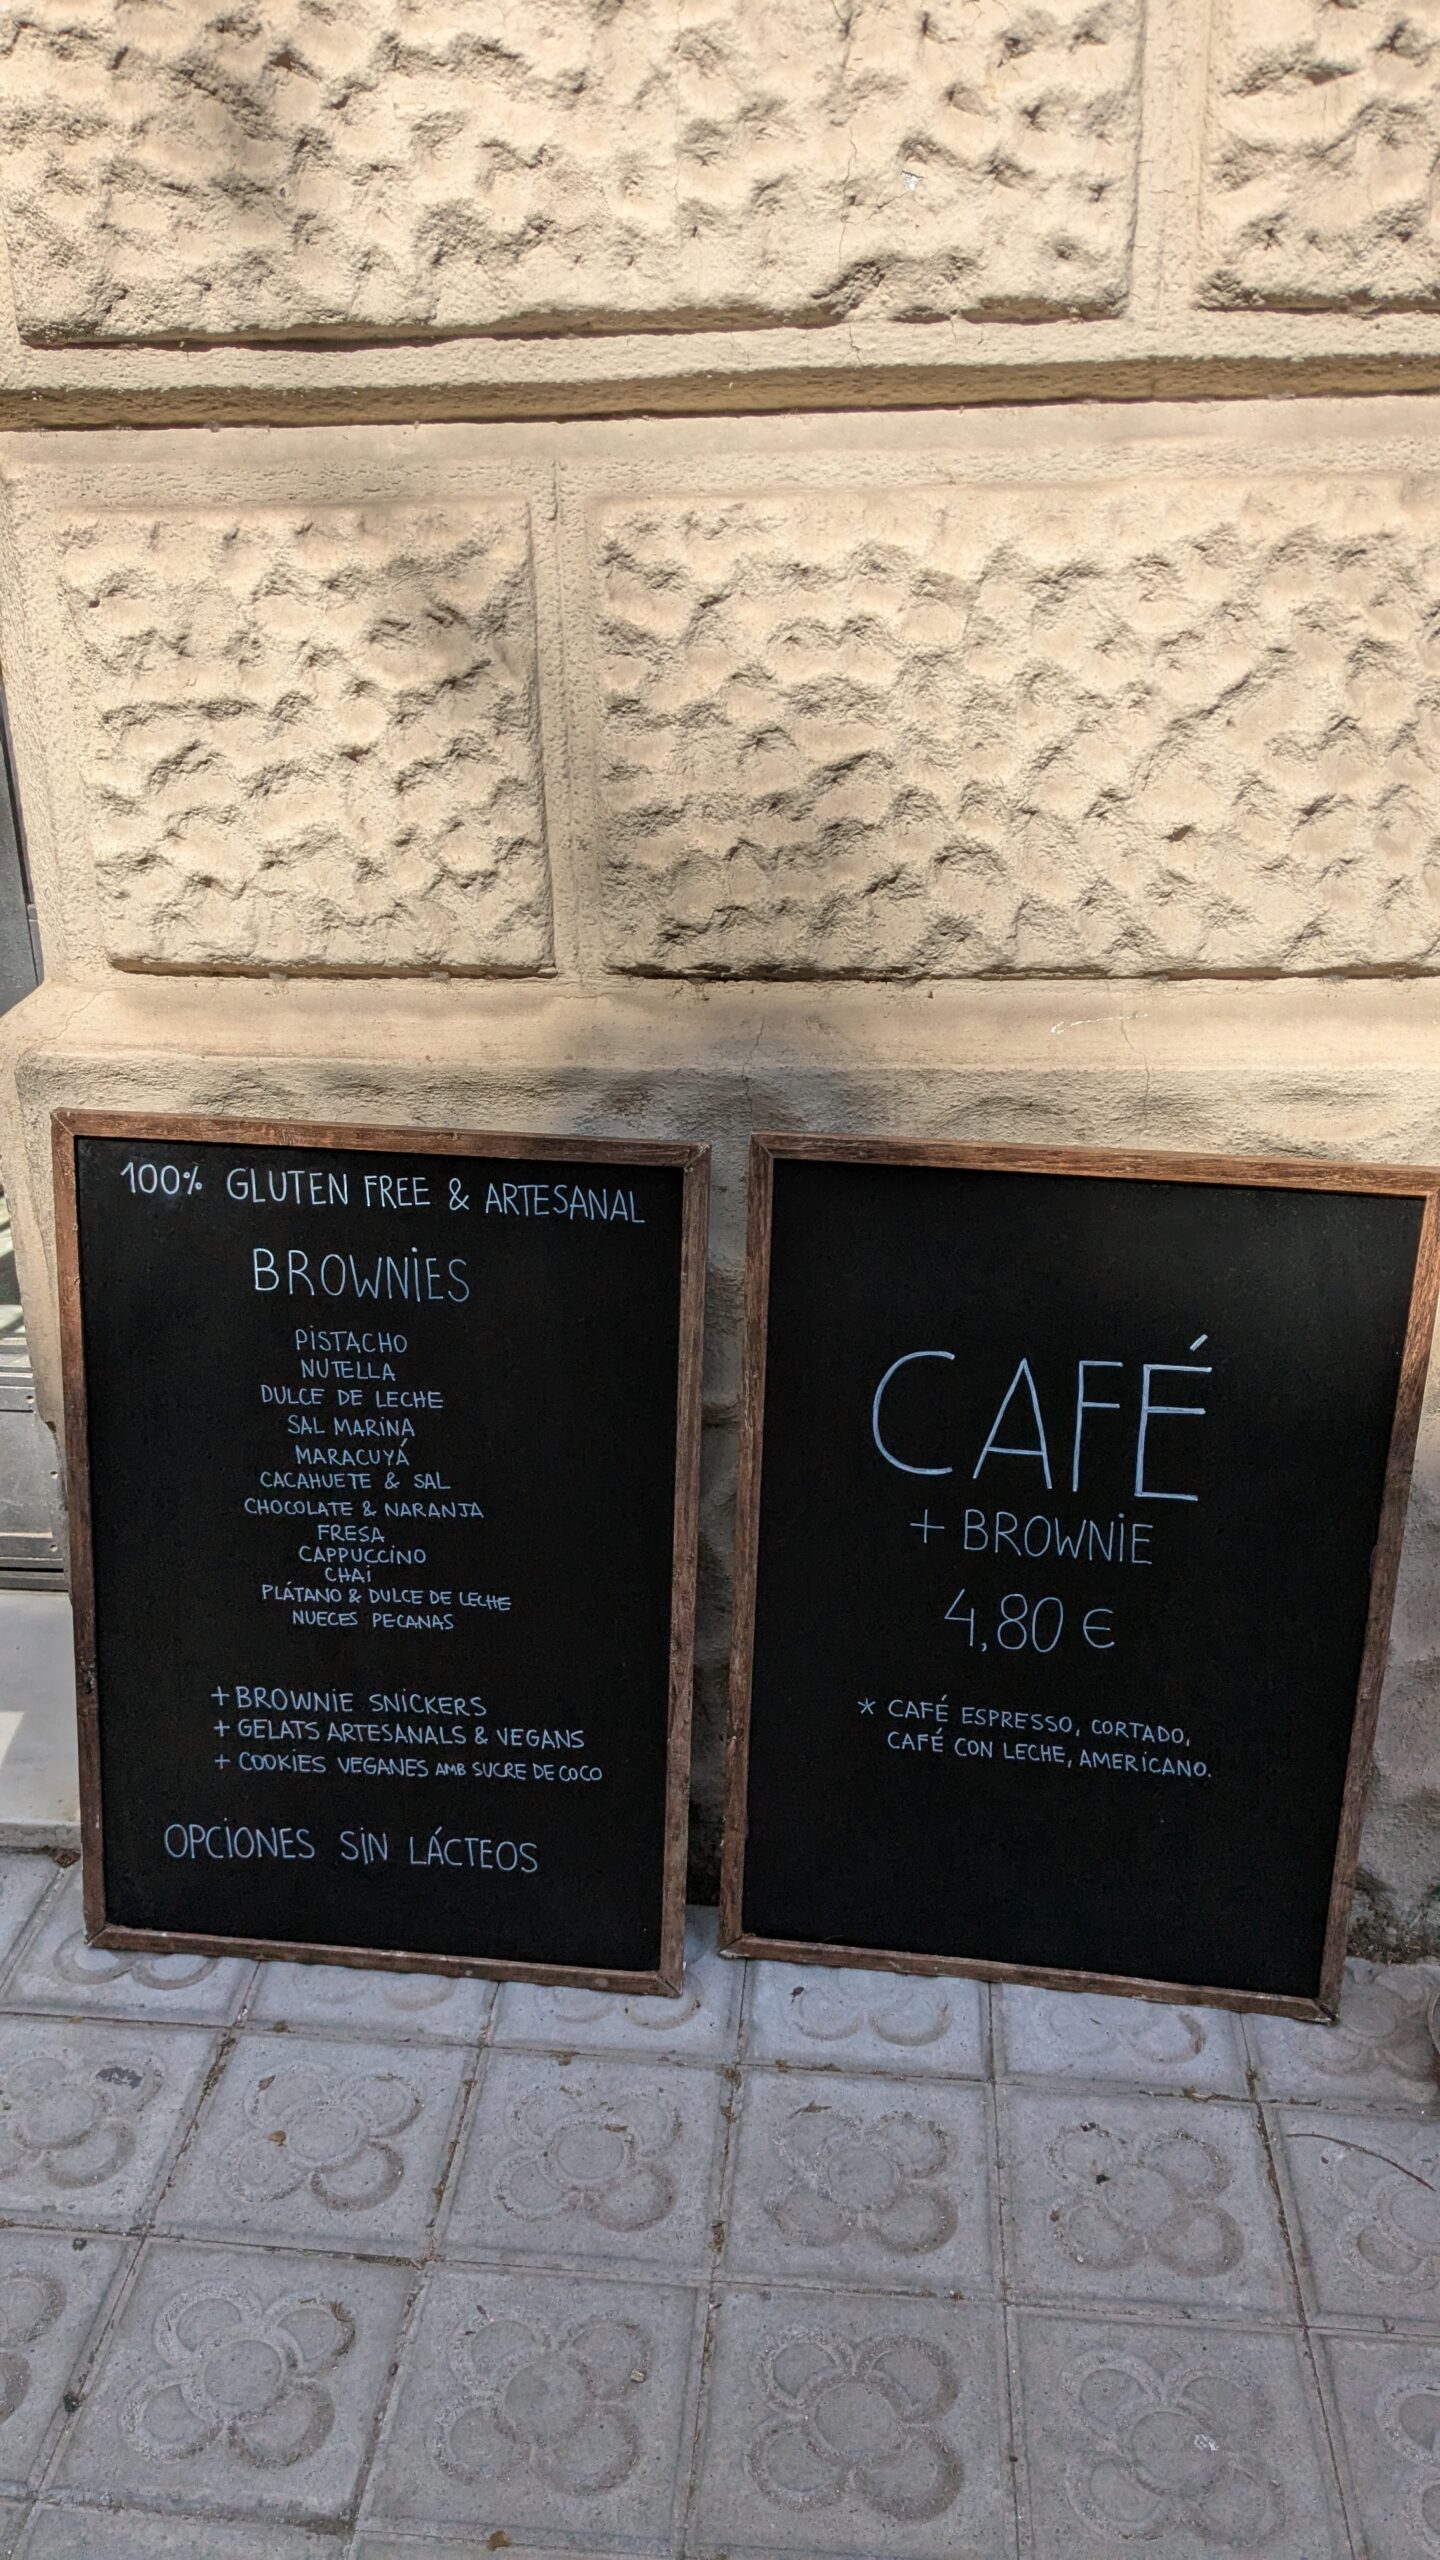 100% GLUTEN FREE & ARTESANAL
BROWNIES
PISTACHO
NUTELLA
DULCE DE LECHE
SAL MARINA
MARACUYÁ
CACAHUETE & SAL
CHOCOLATE & NARANJA
FRESA
CAPPUCCINO
CHAI
PLÁTANO & DULCE DE LECHE
NUECES PECANAS
+ BROWNIE SNICKERS
+ GELATS ARTESANALS & VEGANS
+ COOKIES VEGANES AMB SUCRE DE COCO
OPCIONES SIN LÁCTEOS
CAFÉ
+ BROWNIE
4,80 €
* CAFÉ ESPRESSO, CORTADO,
CAFÉ CON LECHE, AMERICANO.